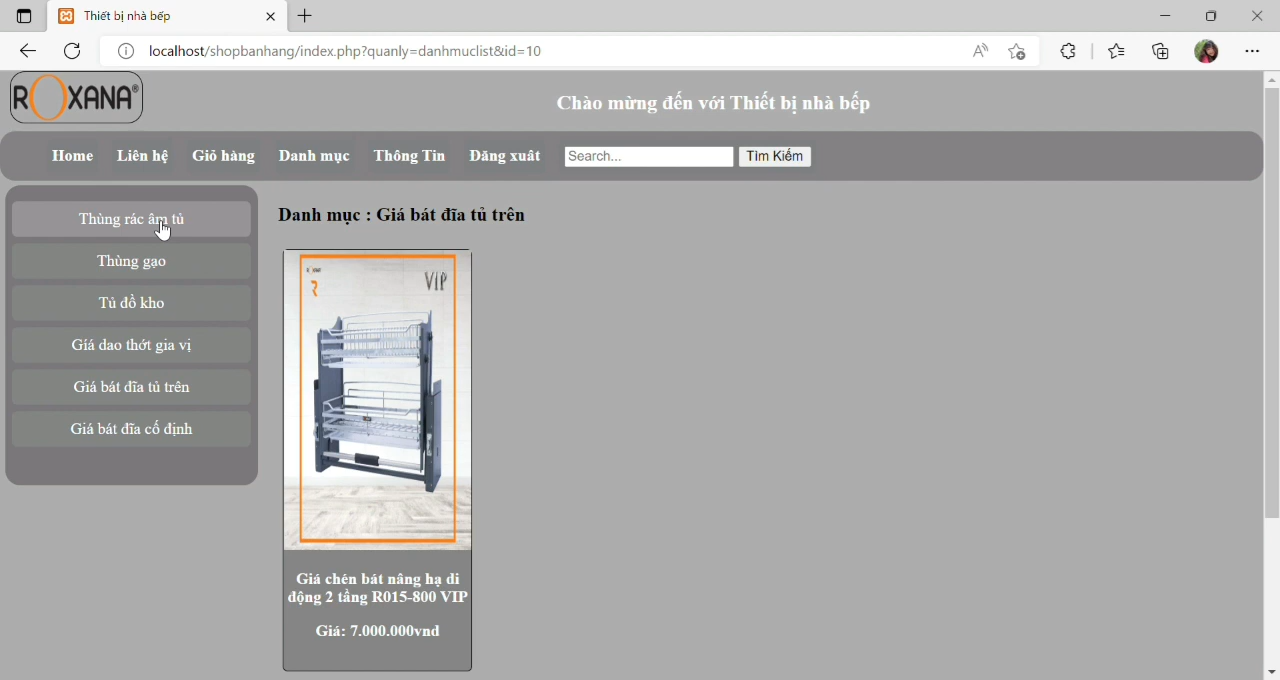 Thiết bị nhà bếp
localhost/shopbanhang/index.php?quanly=danhmuclist&id=10
ROXANA®
Chào mừng đến với Thiết bị nhà bếp
Home Liên hệ Giỏ hàng Danh mục Thông Tin Đăng xuât Search... Tìm Kiếm
Thùng rác âm tủ
Thùng gạo
Tủ đồ kho
Giá dao thớt gia vị
Giá bát đĩa tủ trên
Giá bát đĩa cố định
Danh mục : Giá bát đĩa tủ trên
R
VIP
Giá chén bát nâng hạ di
động 2 tầng R015-800 VIP
Giá: 7.000.000vnđ